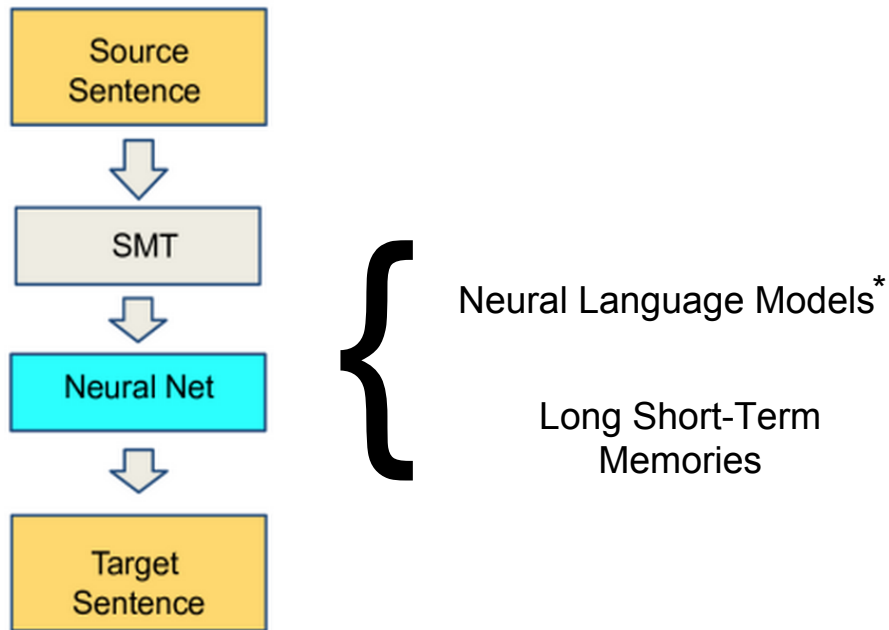 Source
Sentence
SMT
Neural Net
Target
Sentence
{
Neural Language Models*
Long Short-Term
Memories